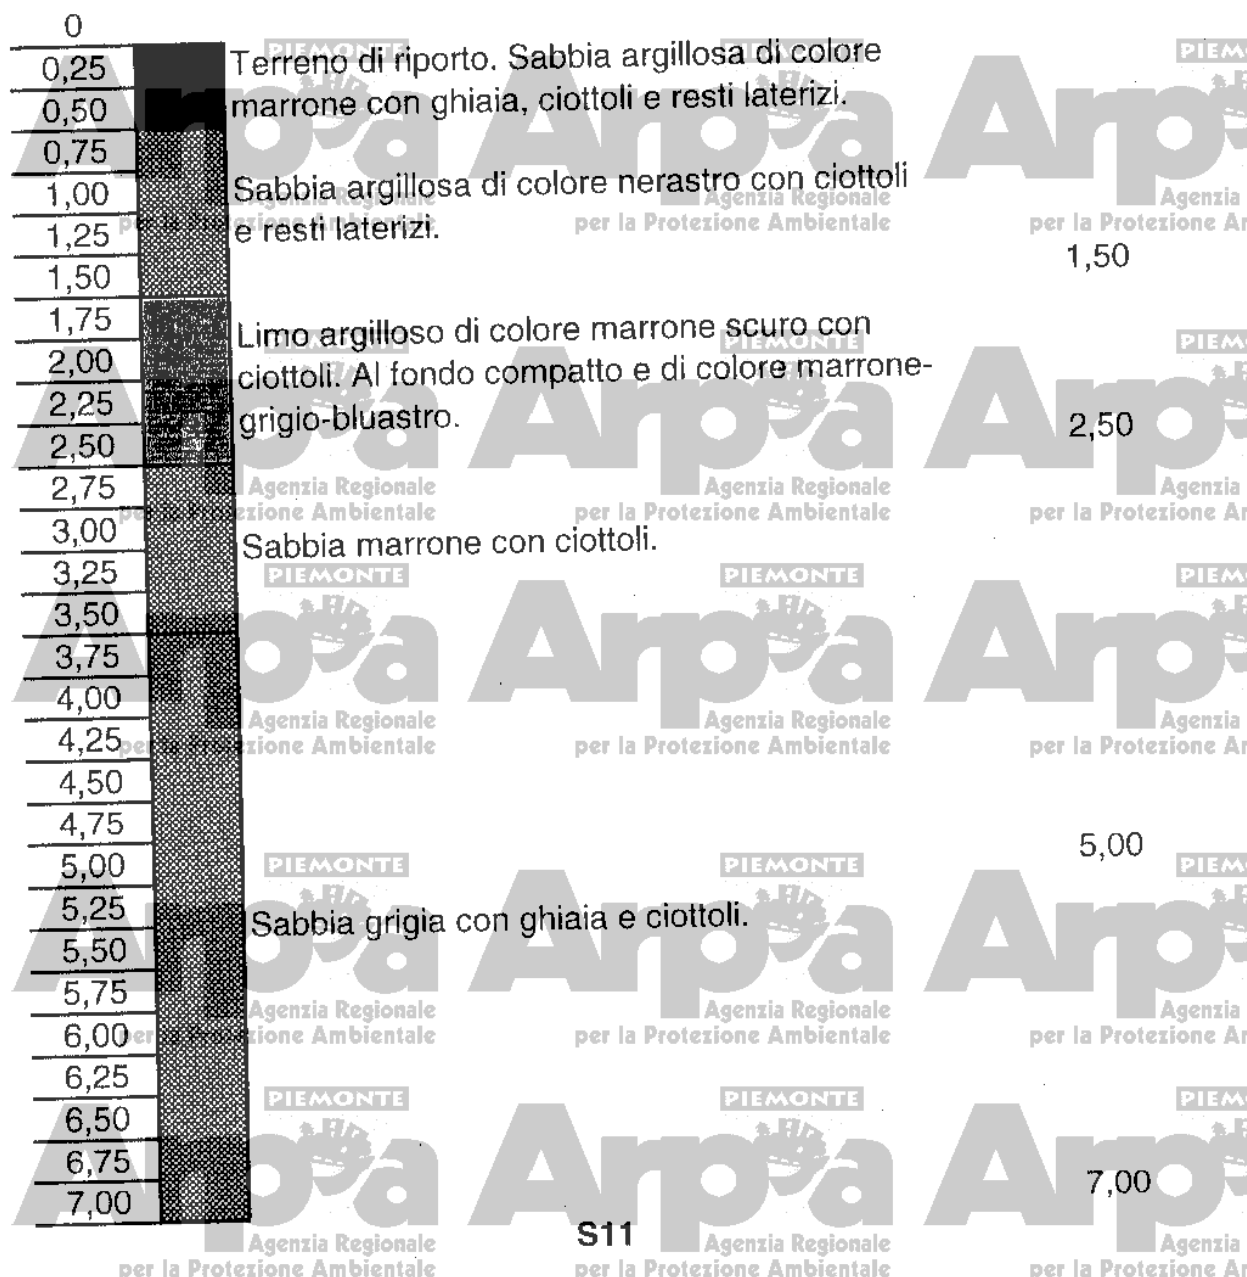 0
0,25 Terreno di riporto. Sabbia argillosa di colore
0,50 marrone con ghiaia, ciottoli e resti laterizi.
0,75
1,00 Sabbia argillosa di colore nerastro con ciottoli
1,25 e resti laterizi.
1,50
1,50
1,75 Limo argilloso di colore marrone scuro con
2,00 ciottoli. Al fondo compatto e di colore marrone-
2,25 grigio-bluastro.
2,50
2,50
2,75
3,00 Sabbia marrone con ciottoli.
3,25
3,50
3,75
4,00
4,25
4,50
4,75
5,00
5,00
5,25 Sabbia grigia con ghiaia e ciottoli.
5,50
5,75
6,00
6,25
6,50
6,75
7,00
7,00
S11
PIEMONTE
Arpa
Agenzia Regionale
per la Protezione Ambientale